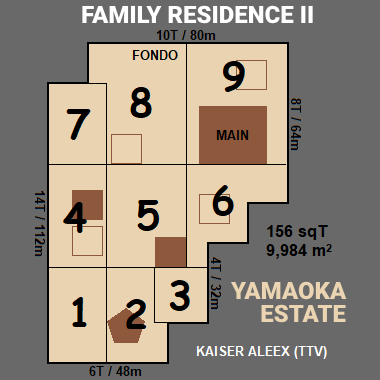 FAMILY RESIDENCE II
10T / 80m
FONDO
9
8
7
MAIN
8T / 64m
14T / 112m
4
5
6
156 sqT
9,984 m²
4T / 32m
1
2
3
YAMAOKA
ESTATE
KAISER ALEEX (TTV)
6T / 48m